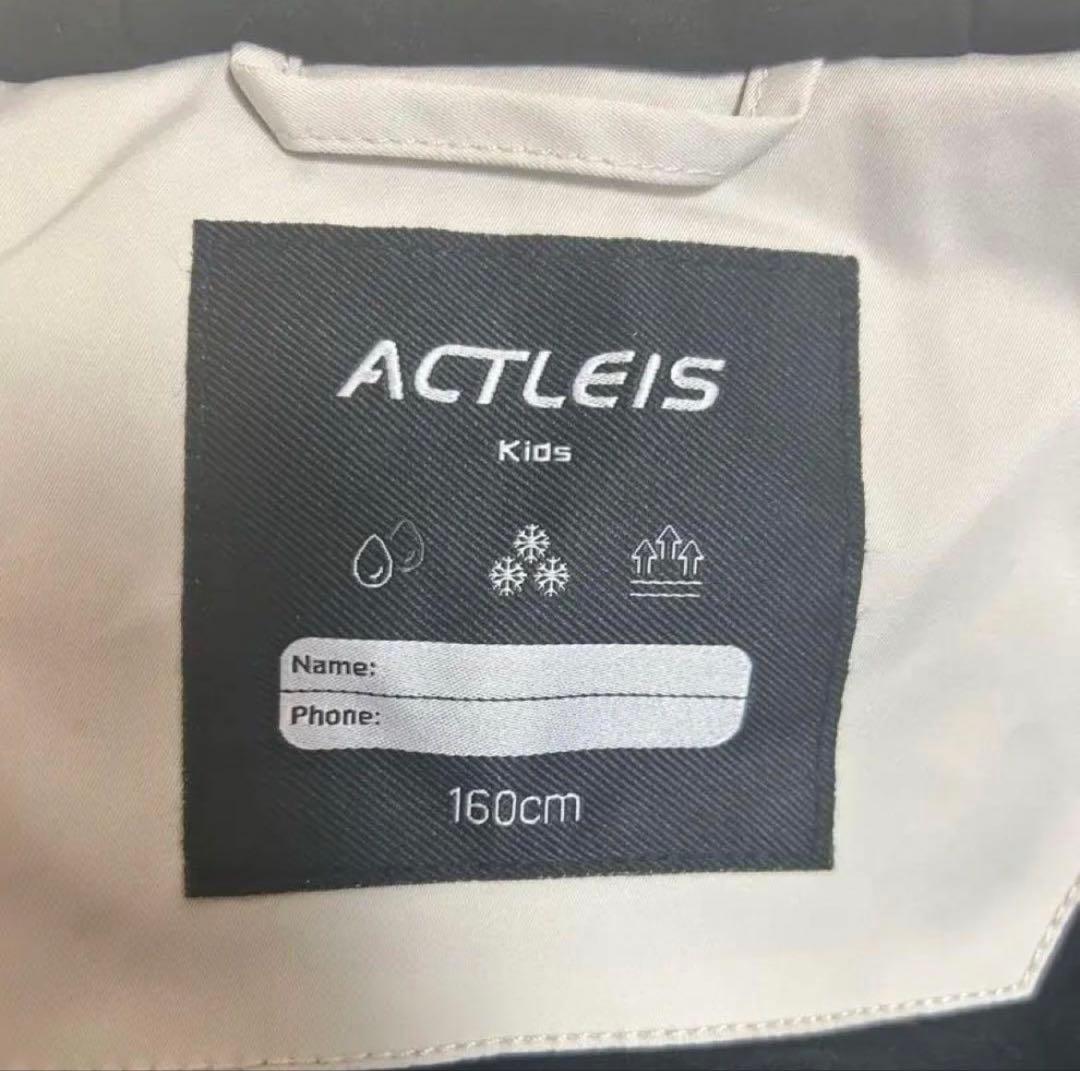 ACTLEIS
Kids
Name:
Phone:
160cm